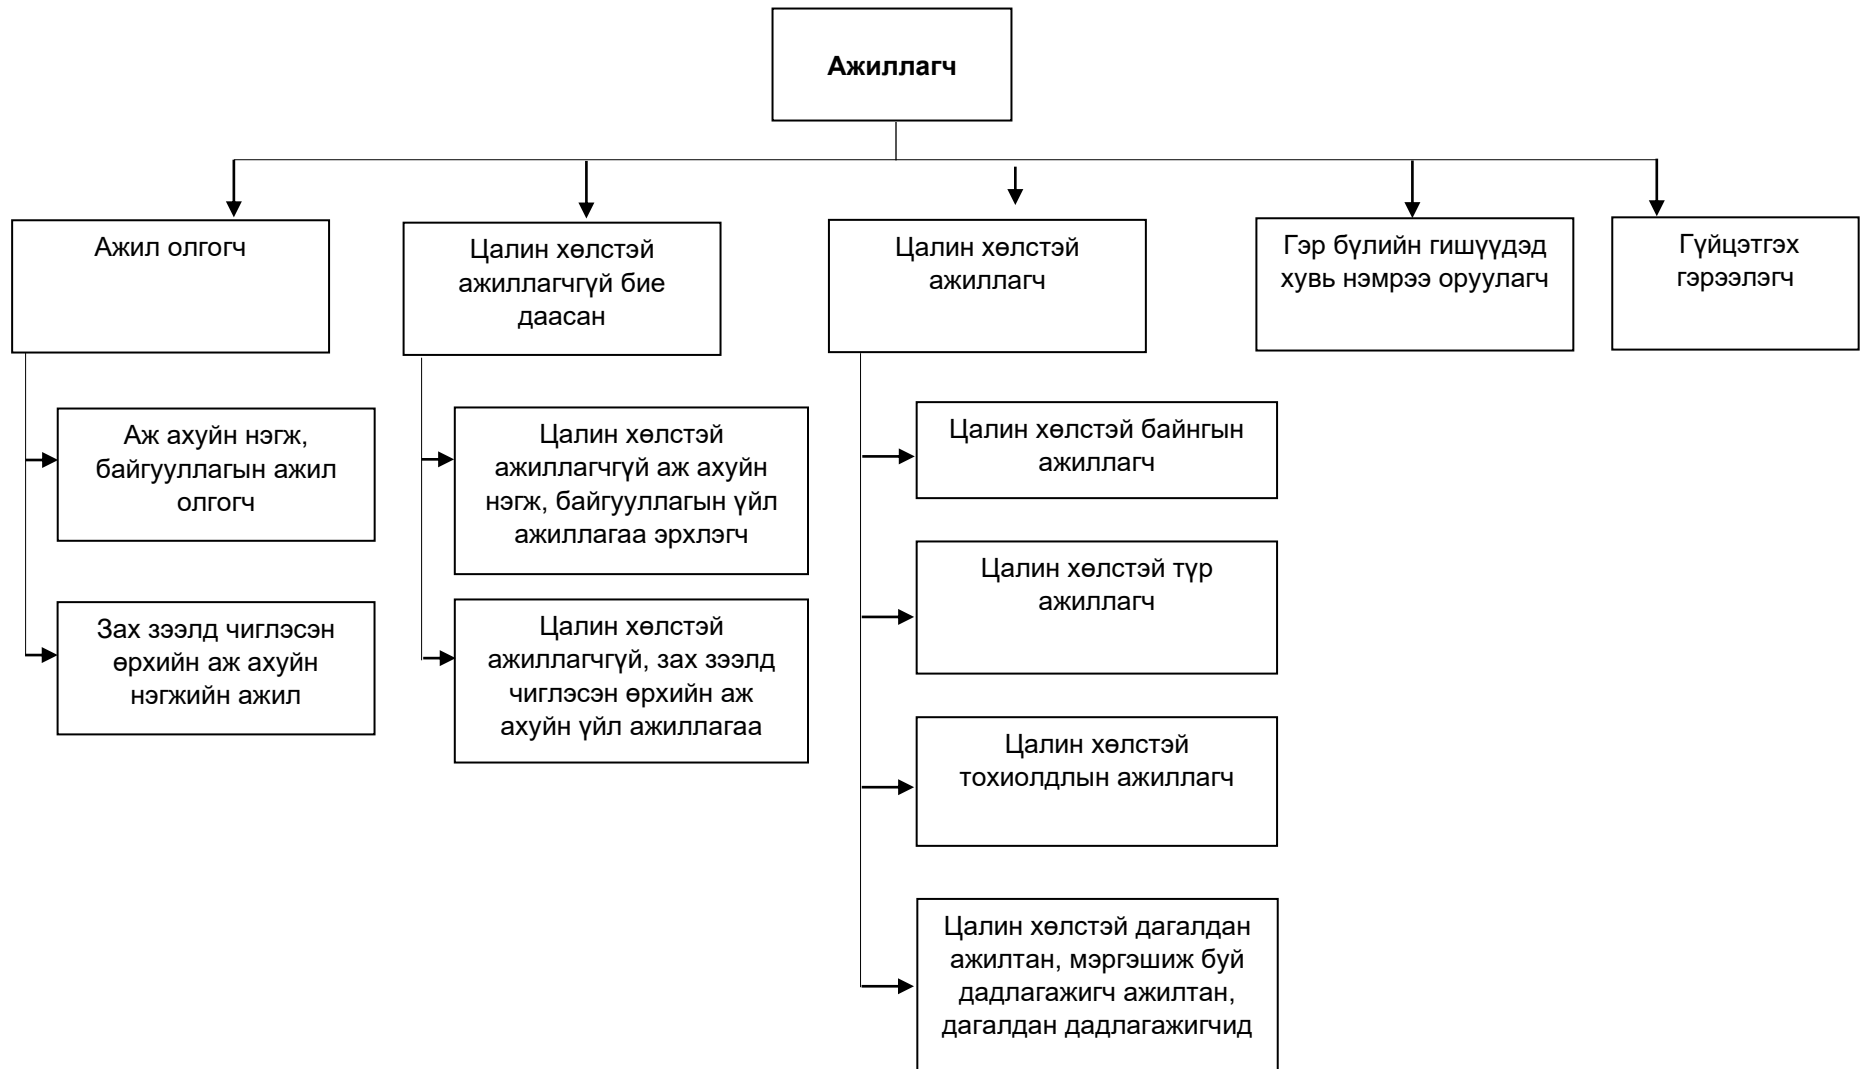 Ажиллагч
Ажил олгогч
Цалин хөлстэй
ажиллагчгүй бие
даасан
Цалин хөлстэй
ажиллагч
Гэр бүлийн гишүүдэд
хувь нэмрээ оруулагч
Гүйцэтгэх
гэрээлэгч
Аж ахуйн нэгж,
байгууллагын ажил
олгогч
Зах зээлд чиглэсэн
өрхийн аж ахуйн
нэгжийн ажил
Цалин хөлстэй
ажиллагчгүй аж ахуйн
нэгж, байгууллагын үйл
ажиллагаа эрхлэгч
Цалин хөлстэй
ажиллагчгүй, зах зээлд
чиглэсэн өрхийн аж
ахуйн үйл ажиллагаа
Цалин хөлстэй байнгын
ажиллагч
Цалин хөлстэй түр
ажиллагч
Цалин хөлстэй
тохиолдлын ажиллагч
Цалин хөлстэй дагалдан
ажилтан, мэргэшиж буй
дадлагажигч ажилтан,
дагалдан дадлагажигчид